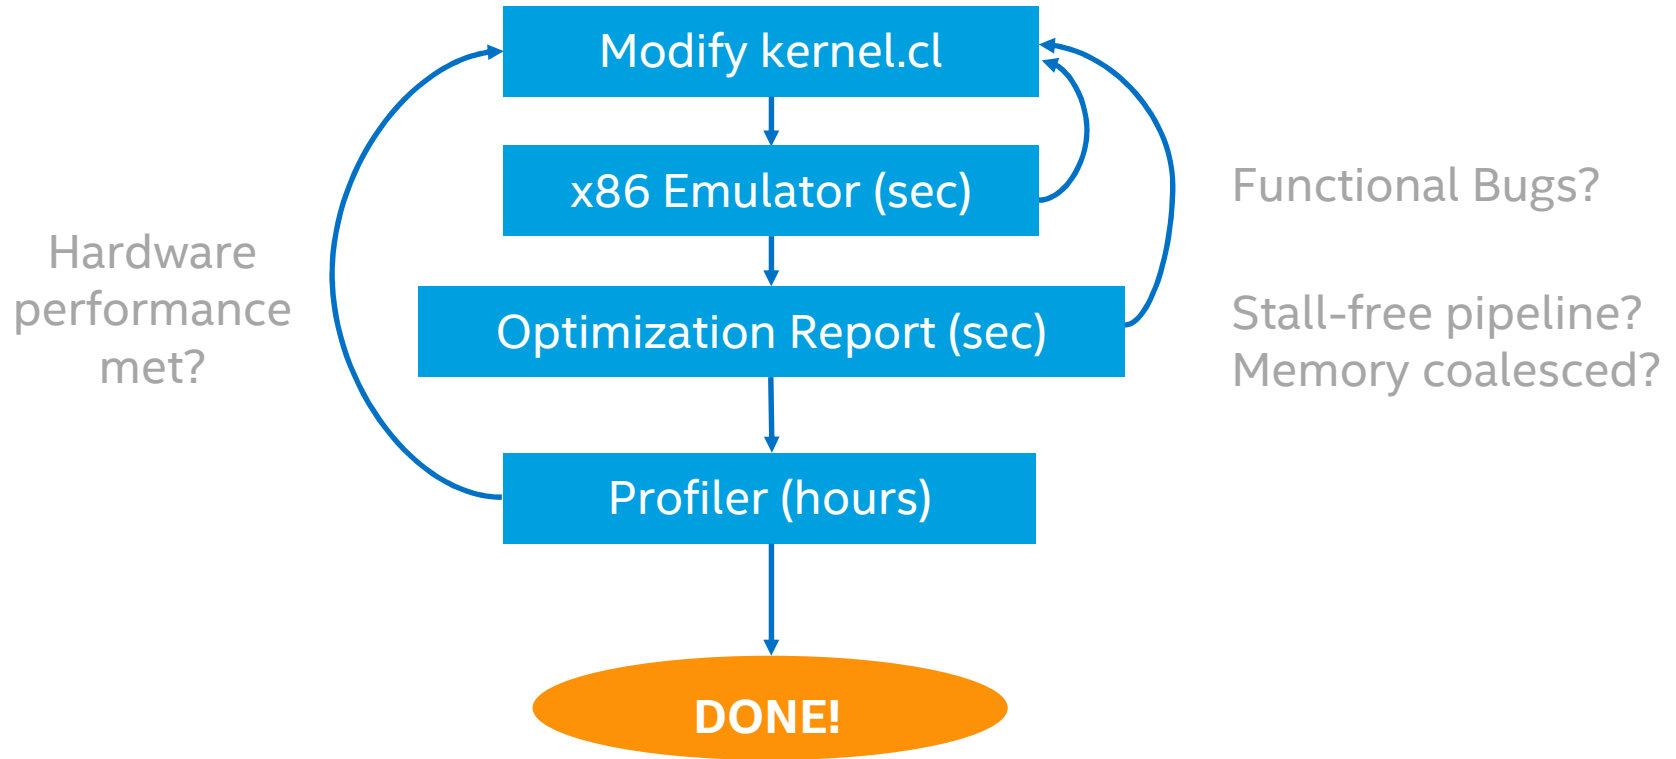 Modify kernel.cl
x86 Emulator (sec)
Functional Bugs?
Hardware
performance
met?
Optimization Report (sec)
Stall-free pipeline?
Memory coalesced?
Profiler (hours)
DONE!